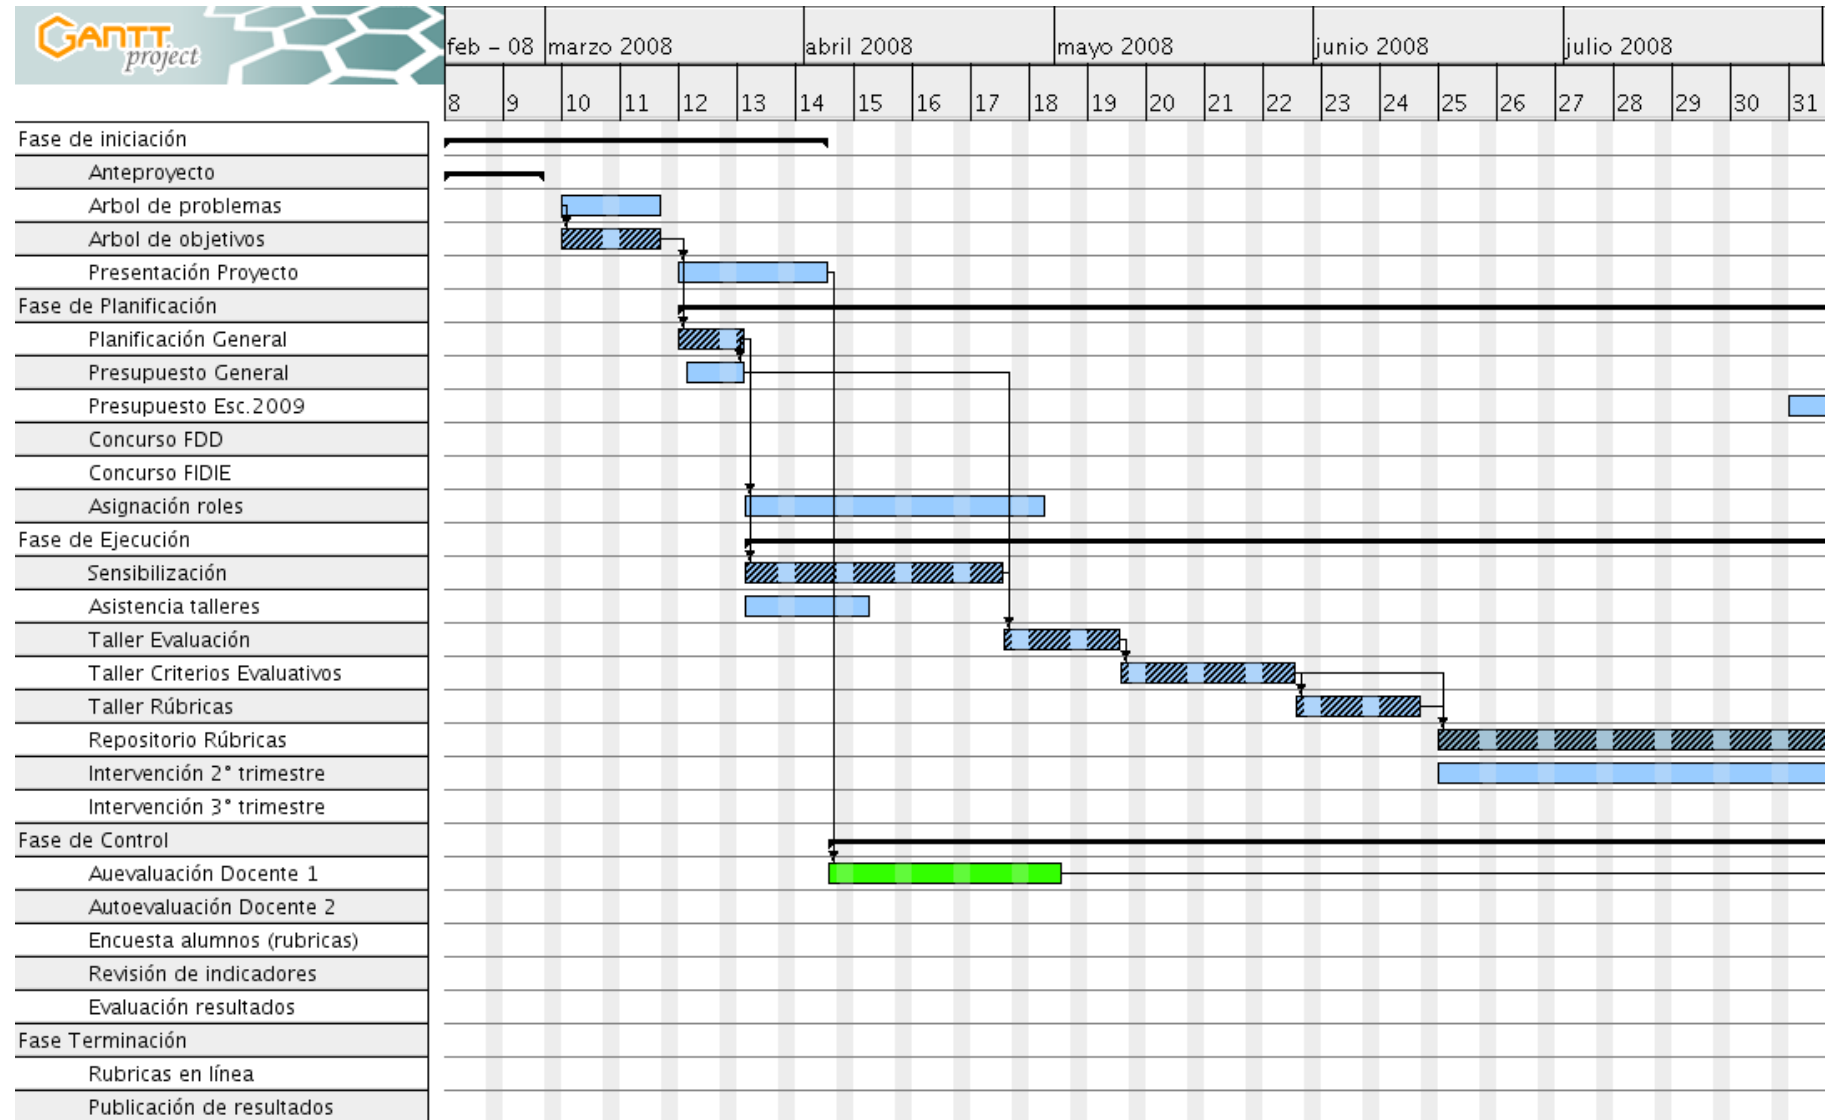 GANTT
project
feb - 08 marzo 2008 abril 2008 mayo 2008 junio 2008 julio 2008
8 9 10 11 12 13 14 15 16 17 18 19 20 21 22 23 24 25 26 27 28 29 30 31
Fase de iniciación
Anteproyecto
Arbol de problemas
Arbol de objetivos
Presentación Proyecto
Fase de Planificación
Planificación General
Presupuesto General
Presupuesto Esc.2009
Concurso FDD
Concurso FIDIE
Asignación roles
Fase de Ejecución
Sensibilización
Asistencia talleres
Taller Evaluación
Taller Criterios Evaluativos
Taller Rúbricas
Repositorio Rúbricas
Intervención 2° trimestre
Intervención 3° trimestre
Fase de Control
Auevaluación Docente 1
Autoevaluación Docente 2
Encuesta alumnos (rubricas)
Revisión de indicadores
Evaluación resultados
Fase Terminación
Rubricas en línea
Publicación de resultados